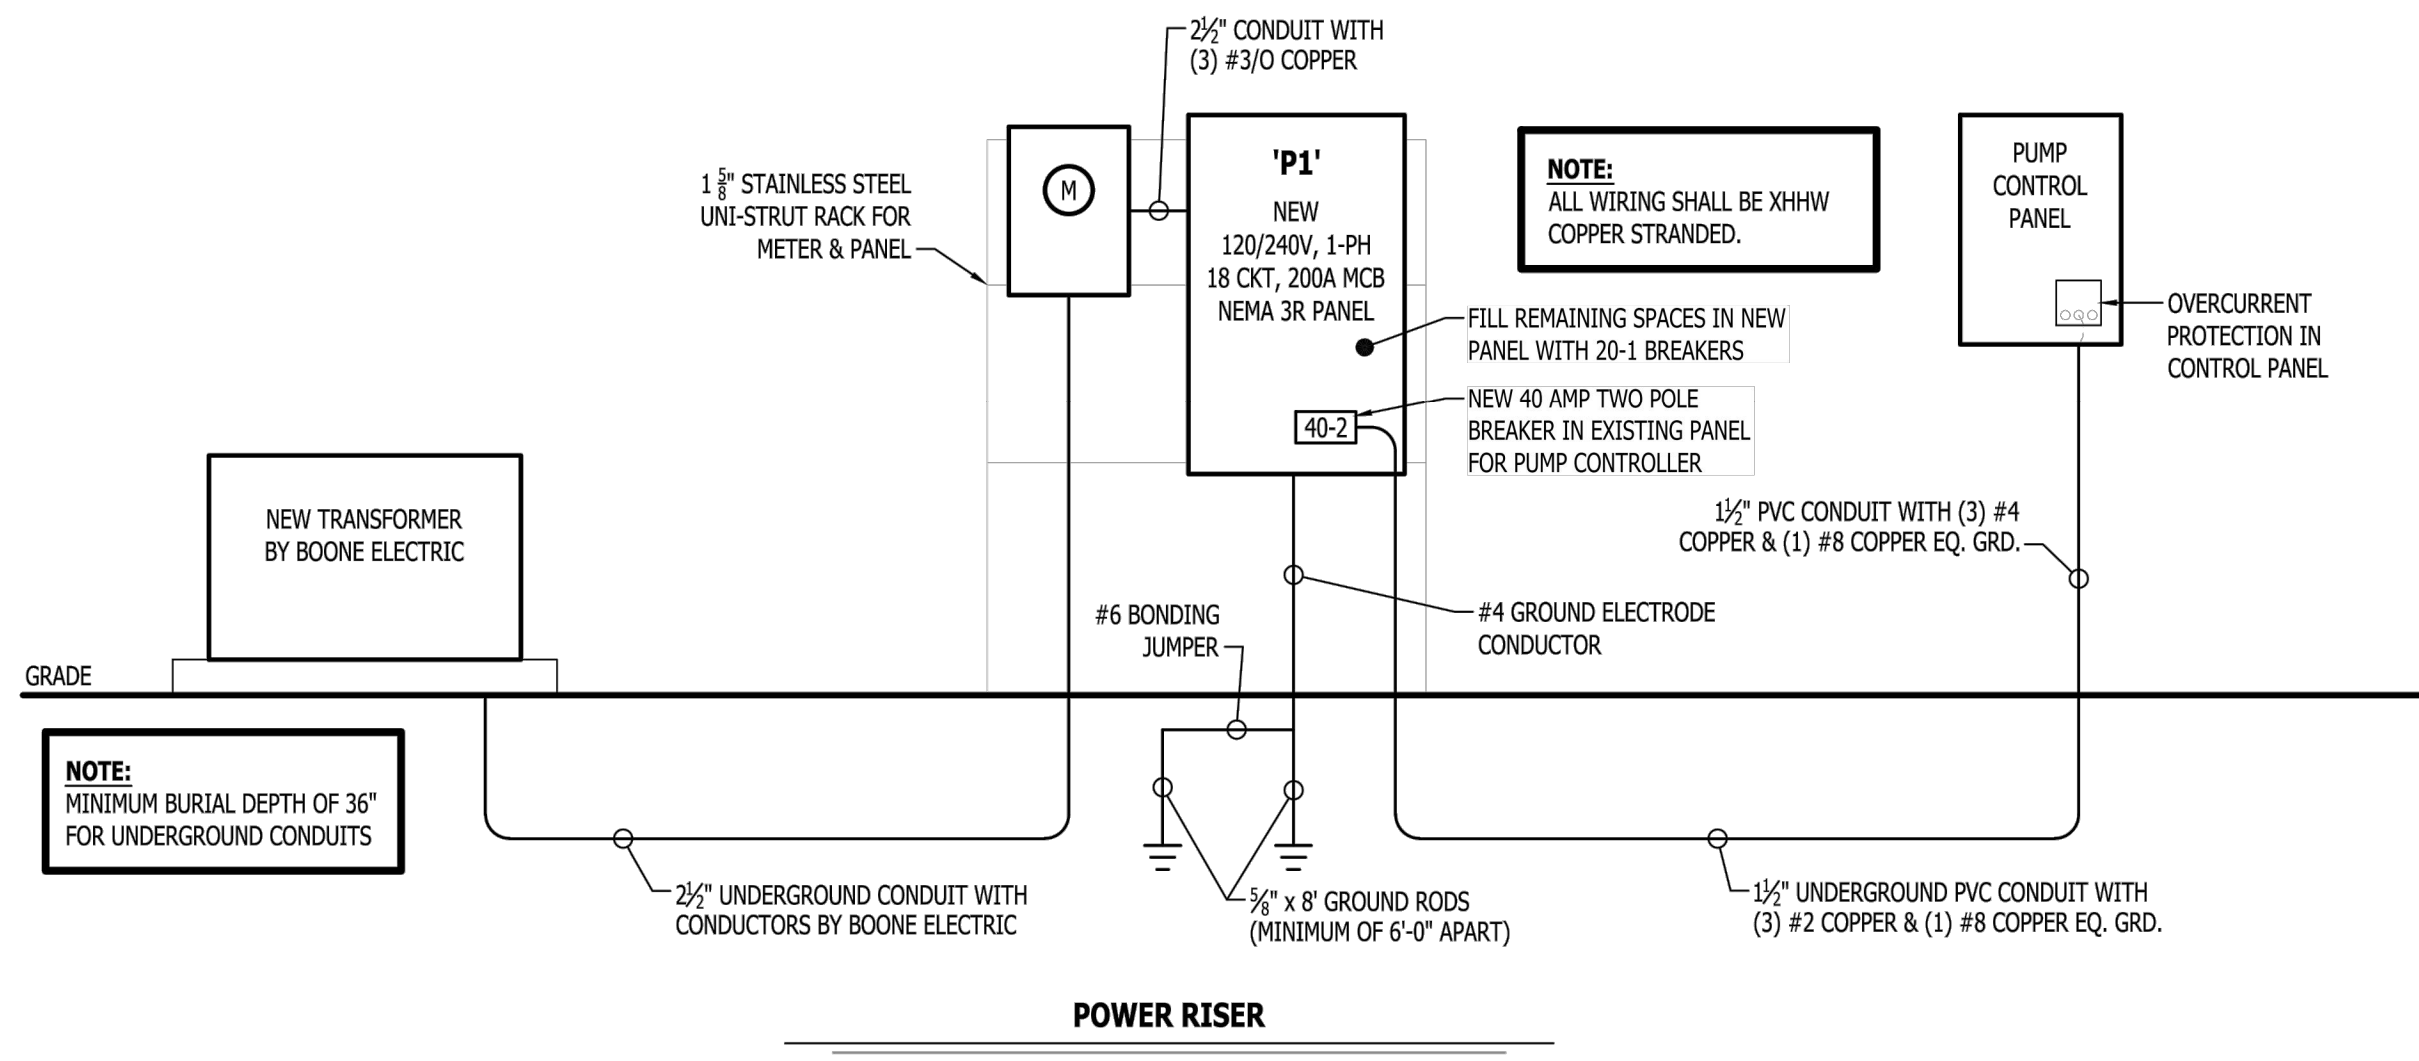 2½" CONDUIT WITH
(3) #3/O COPPER
1 ⅝" STAINLESS STEEL
UNI-STRUT RACK FOR
METER & PANEL
M
'P1'
NEW
120/240V, 1-PH
18 CKT, 200A MCB
NEMA 3R PANEL
40-2
NOTE:
ALL WIRING SHALL BE XHHW
COPPER STRANDED.
FILL REMAINING SPACES IN NEW
PANEL WITH 20-1 BREAKERS
NEW 40 AMP TWO POLE
BREAKER IN EXISTING PANEL
FOR PUMP CONTROLLER
PUMP
CONTROL
PANEL
OVERCURRENT
PROTECTION IN
CONTROL PANEL
NEW TRANSFORMER
BY BOONE ELECTRIC
1½" PVC CONDUIT WITH (3) #4
COPPER & (1) #8 COPPER EQ. GRD.
#6 BONDING
JUMPER
#4 GROUND ELECTRODE
CONDUCTOR
GRADE
NOTE:
MINIMUM BURIAL DEPTH OF 36"
FOR UNDERGROUND CONDUITS
2½" UNDERGROUND CONDUIT WITH
CONDUCTORS BY BOONE ELECTRIC
⅝" x 8' GROUND RODS
(MINIMUM OF 6'-0" APART)
1½" UNDERGROUND PVC CONDUIT WITH
(3) #2 COPPER & (1) #8 COPPER EQ. GRD.
POWER RISER